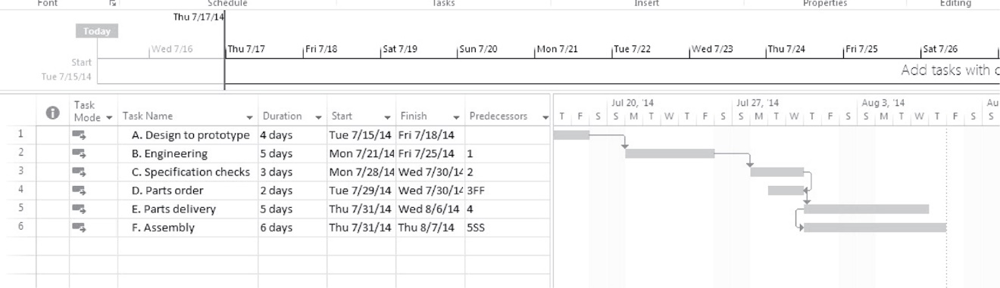 Font Schedule Tasks Insert Properties Editing
Thu 7/17/14
Today
Wed 7/16 Thu 7/17 Fri 7/18 Sat 7/19 Sun 7/20 Mon 7/21 Tue 7/22 Wed 7/23 Thu 7/24 Fri 7/25 Sat 7/26
Start
Tue 7/15/14
Add tasks with
Task Mode Task Name Duration Start Finish Predecessors
Jul 20, '14 Jul 27, '14 Aug 3, '14 Au
T F S S M T W T F S S M T W T F S S M T W T F S S
1 A. Design to prototype 4 days Tue 7/15/14 Fri 7/18/14
2 B. Engineering 5 days Mon 7/21/14 Fri 7/25/14 1
3 C. Specification checks 3 days Mon 7/28/14 Wed 7/30/14 2
4 D. Parts order 2 days Tue 7/29/14 Wed 7/30/14 3FF
5 E. Parts delivery 5 days Thu 7/31/14 Wed 8/6/14 4
6 F. Assembly 6 days Thu 7/31/14 Thu 8/7/14 5SS